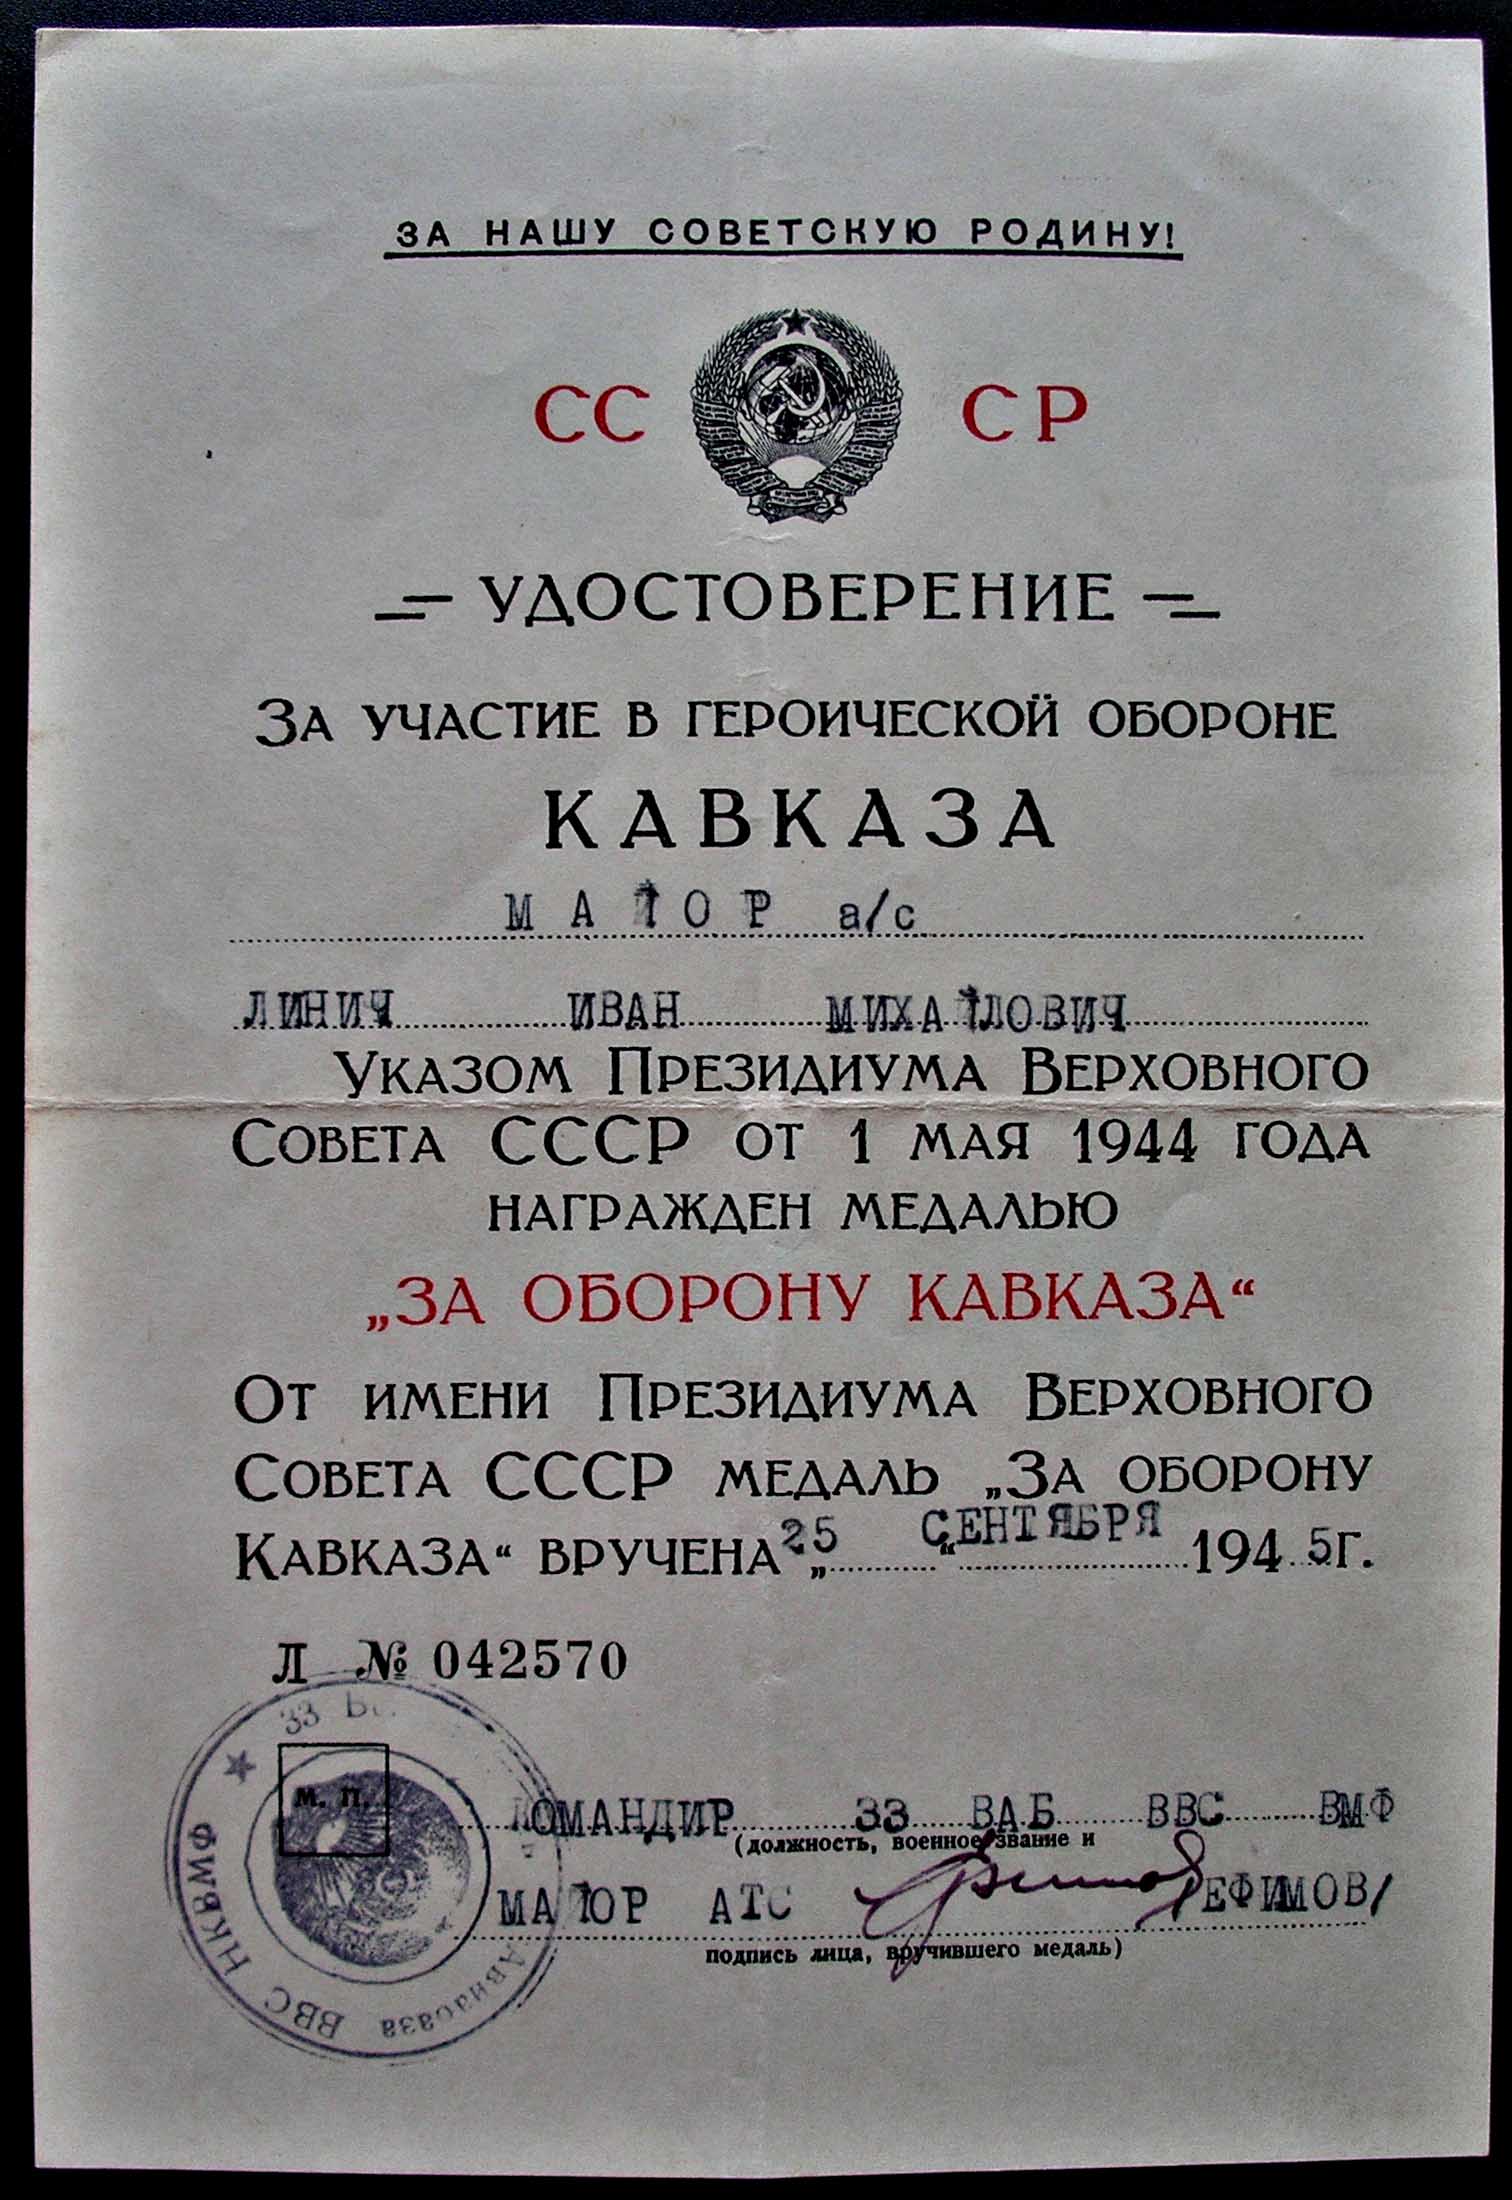 ЗА НАШУ СОВЕТСКУЮ РОДИНУ!
СС СР
УДОСТОВЕРЕНИЕ
ЗА УЧАСТИЕ В ГЕРОИЧЕСКОЙ ОБОРОНЕ
КАВКАЗА
МАЙОР а/с
ЛИНИЧ ИВАН МИХАЙЛОВИЧ
УКАЗОМ ПРЕЗИДИУМА ВЕРХОВНОГО
СОВЕТА СССР ОТ 1 МАЯ 1944 ГОДА
НАГРАЖДЕН МЕДАЛЬЮ
„ЗА ОБОРОНУ КАВКАЗА“
ОТ ИМЕНИ ПРЕЗИДИУМА ВЕРХОВНОГО
СОВЕТА СССР МЕДАЛЬ „ЗА ОБОРОНУ
КАВКАЗА“ ВРУЧЕНА „25“ СЕНТЯБРЯ 1945г.
Л № 042570
М. П.
КОМАНДИР 33 ВАБ ВВС ВМФ
(должность, военное звание и
МАЙОР АТС /ЕФИМОВ/
подпись лица, вручившего медаль)
33 Авиабаза ВВС НКВМФ